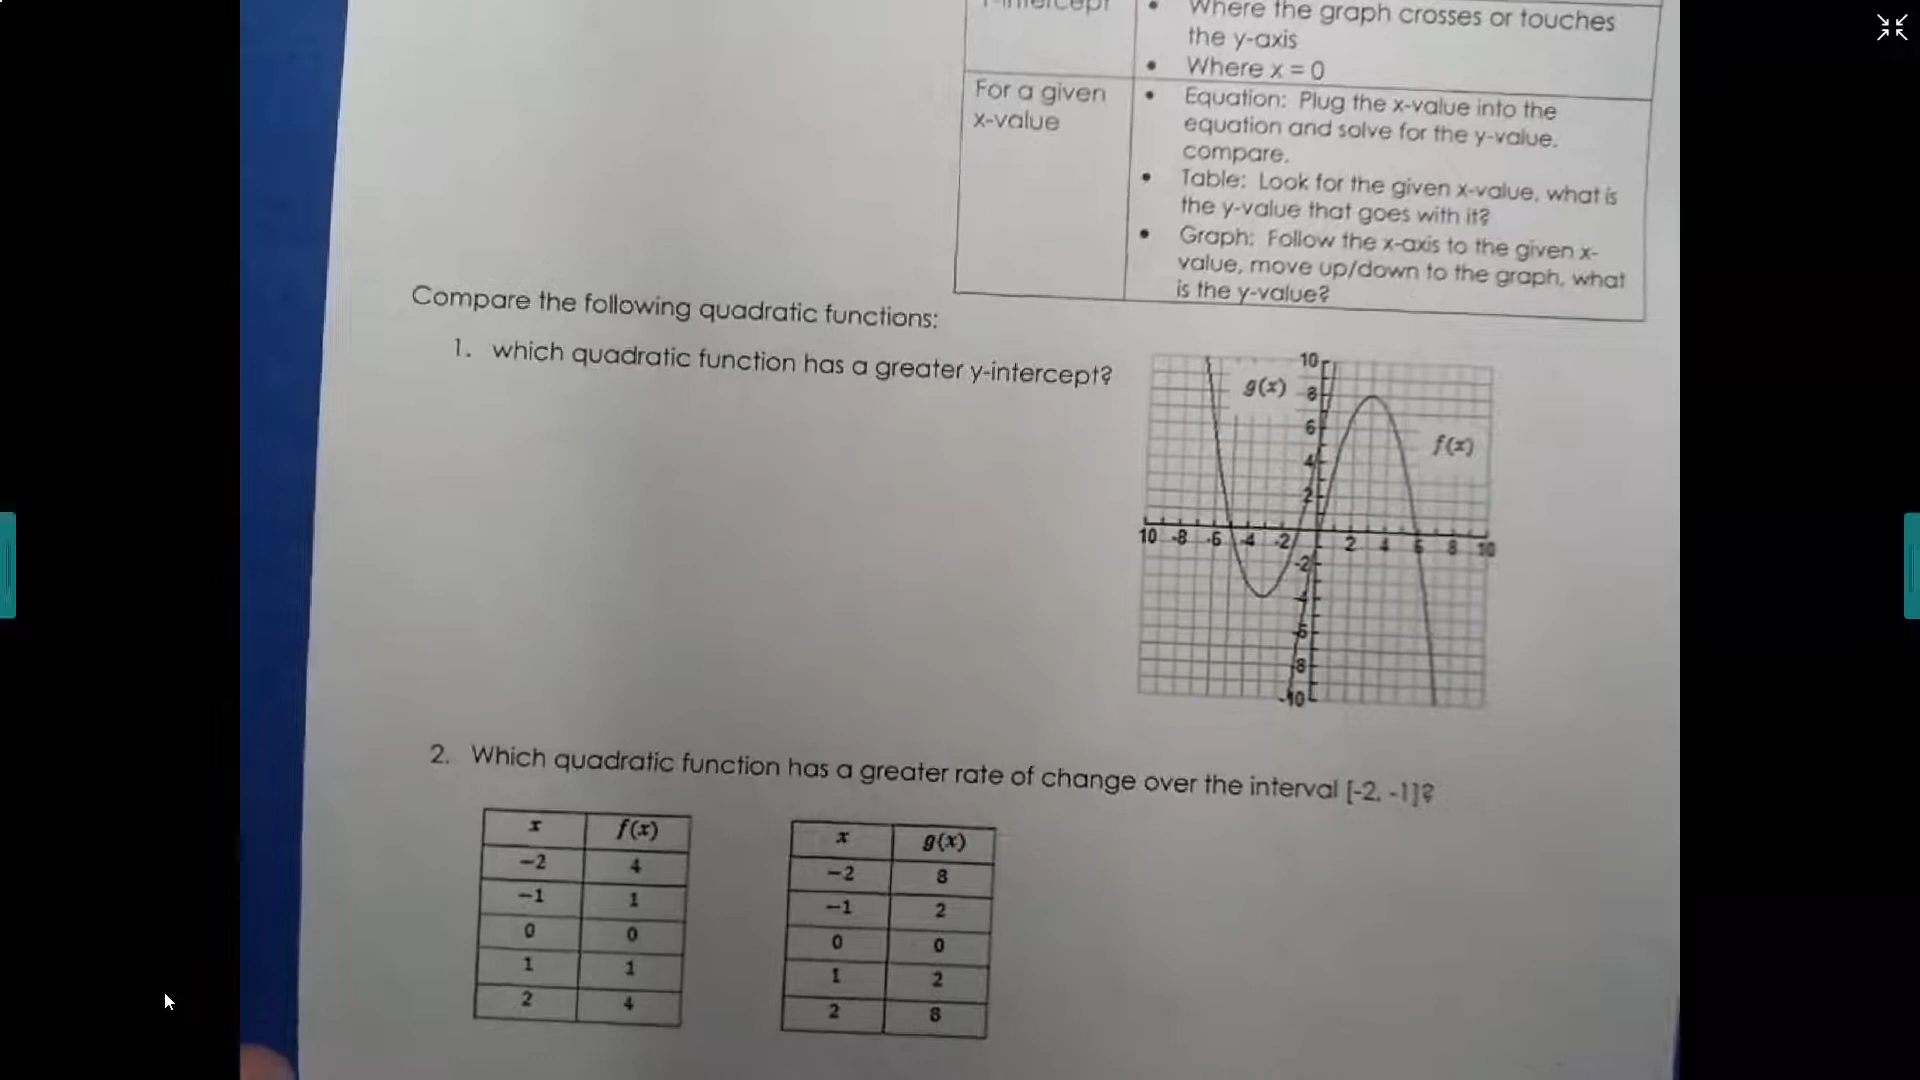 Y-intercept
• Where the graph crosses or touches
the y-axis
• Where x = 0
For a given
x-value
• Equation: Plug the x-value into the
equation and solve for the y-value.
compare.
• Table: Look for the given x-value, what is
the y-value that goes with it?
• Graph: Follow the x-axis to the given x-
value, move up/down to the graph, what
is the y-value?
Compare the following quadratic functions:
1. which quadratic function has a greater y-intercept?
10
g(x) 8
6
f(x)
4
2
10 -8 -6 -4 -2 2 4 6 8 10
-2
-4
-6
-8
-10
2. Which quadratic function has a greater rate of change over the interval [-2, -1]?
x f(x)
-2 4
-1 1
0 0
1 1
2 4
x g(x)
-2 8
-1 2
0 0
1 2
2 8